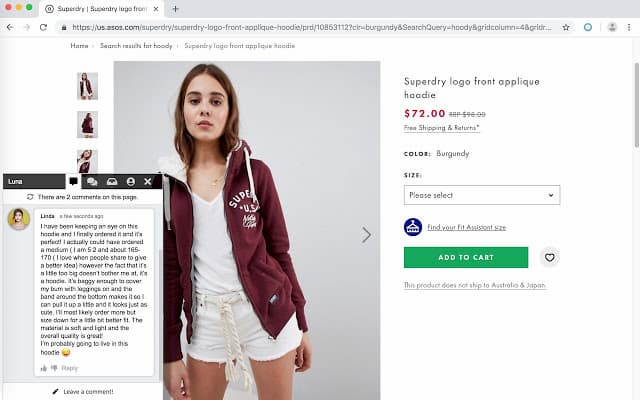 Superdry | Superdry logo front
https://us.asos.com/superdry/superdry-logo-front-applique-hoodie/prd/10853112?clr=burgundy&SearchQuery=hoody&gridcolumn=4&gridr...
Home › Search results for hoody › Superdry logo front applique hoodie
Superdry logo front applique
hoodie
$72.00 RRP $98.00
Free Shipping & Returns*
COLOR: Burgundy
SIZE:
Please select
Find your Fit Assistant size
ADD TO CART
This product does not ship to Australia & Japan.
Luna
There are 2 comments on this page.
Linda a few seconds ago
I have been keeping an eye on this
hoodie and I finally ordered it and it's
perfect! I actually could have ordered
a medium ( I am 5 2 and about 165-
170 ( I love when people share to give
a better idea) however the fact that it's
a little too big doesn't bother me at, it's
a hoodie. It's baggy enough to cover
my bum with leggings on and the
band around the bottom makes it so I
can pull it up a little and it looks just as
cute. I'll most likely order more but
size down for a little bit better fit. The
material is soft and light and the
overall quality is great!
I'm probably going to live in this
hoodie 😜
Reply
Leave a comment!